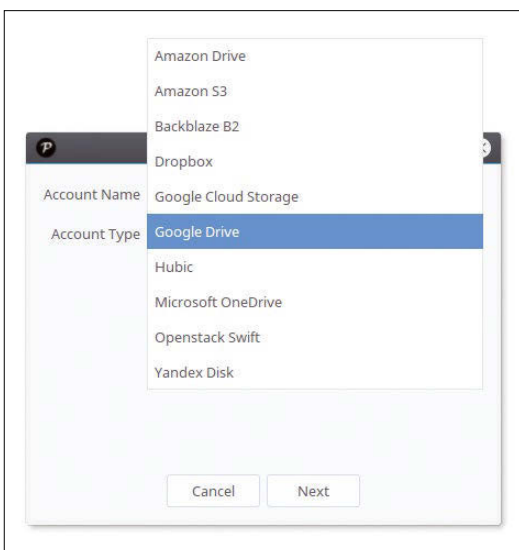 Amazon Drive
Amazon S3
Backblaze B2
P
Dropbox
Account Name Google Cloud Storage
Account Type Google Drive
Hubic
Microsoft OneDrive
Openstack Swift
Yandex Disk
Cancel Next